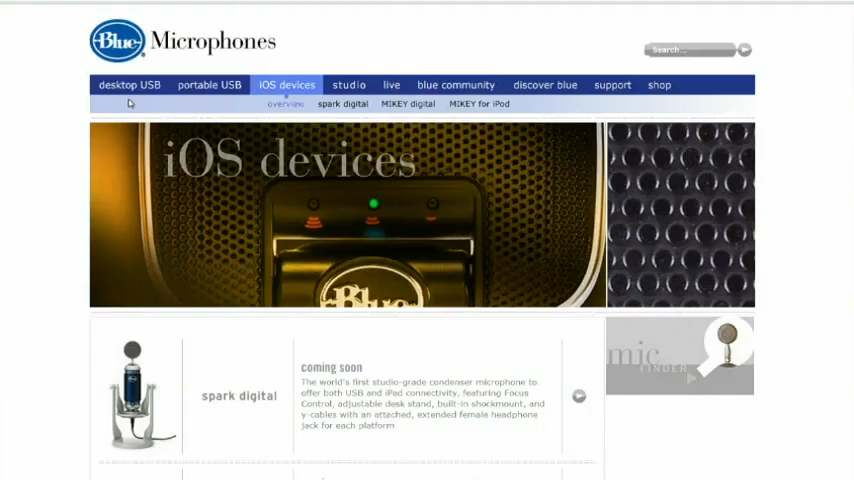 Blue Microphones
Search...
desktop USB portable USB iOS devices studio live blue community discover blue support shop
overview spark digital MIKEY digital MIKEY for iPod
iOS devices
Blue
coming soon
The world's first studio-grade condenser microphone to
offer both USB and iPad connectivity, featuring Focus
Control, adjustable desk stand, built-in shockmount, and
y-cables with an attached, extended female headphone
jack for each platform
spark digital
mic
FINDER